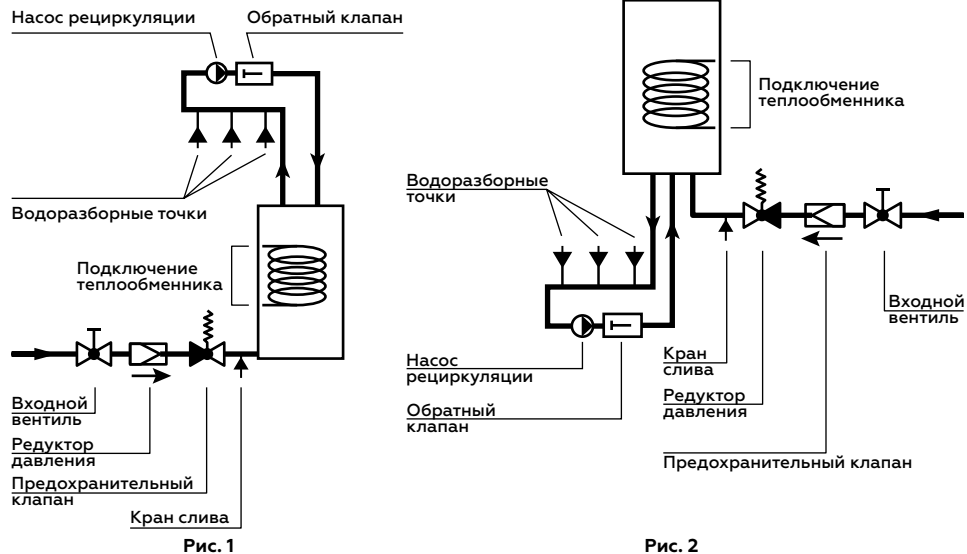 Насос рециркуляции
Обратный клапан
Водоразборные точки
Подключение
теплообменника
Входной
вентиль
Редуктор
давления
Предохранительный
клапан
Кран слива
Рис. 1
Подключение
теплообменника
Водоразборные
точки
Входной
вентиль
Насос
рециркуляции
Кран
слива
Обратный
клапан
Редуктор
давления
Предохранительный клапан
Рис. 2